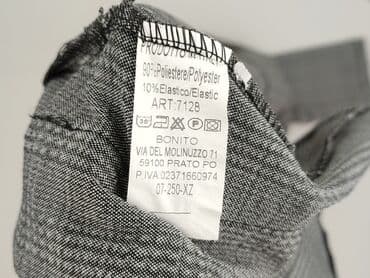 90%Poliestere/Polyester
10%Elastico/Elastic
ART:7128
BONITO
VIA DEL MOLINUZZO 71
59100 PRATO PO
P.IVA 02371660974
07-250-XZ